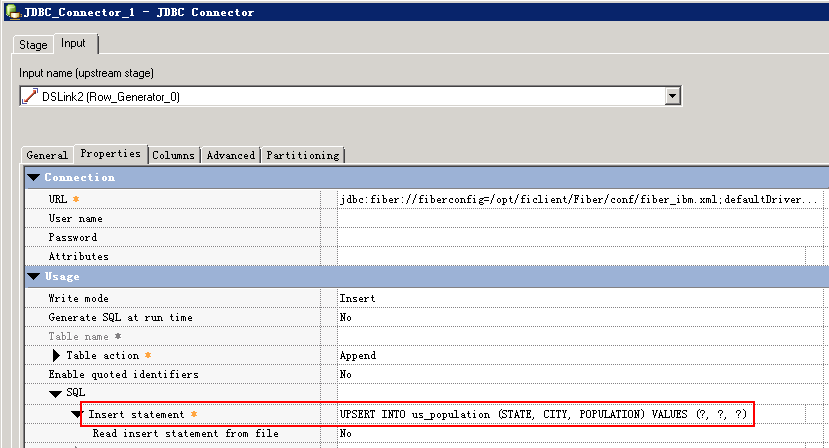 JDBC_Connector_1 - JDBC Connector
Stage Input
Input name (upstream stage)
DSLink2 (Row_Generator_0)
General Properties Columns Advanced Partitioning
Connection
URL * jdbc:fiber://fiberconfig=/opt/ficlient/Fiber/conf/fiber_ibm.xml;defaultDriver...
User name
Password
Attributes
Usage
Write mode Insert
Generate SQL at run time No
Table name *
Table action * Append
Enable quoted identifiers No
SQL
Insert statement * UPSERT INTO us_population (STATE, CITY, POPULATION) VALUES (?, ?, ?)
Read insert statement from file No